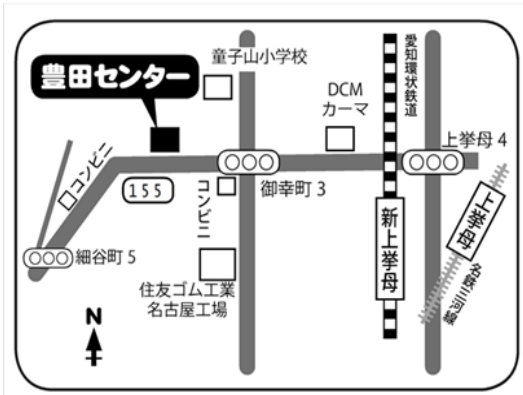 童子山小学校
豊田センター
DCM
カーマ
愛知環状鉄道
上挙母 4
コンビニ
155
コンビニ
御幸町 3
新上挙母
上挙母
名鉄三河線
細谷町 5
住友ゴム工業
名古屋工場
N